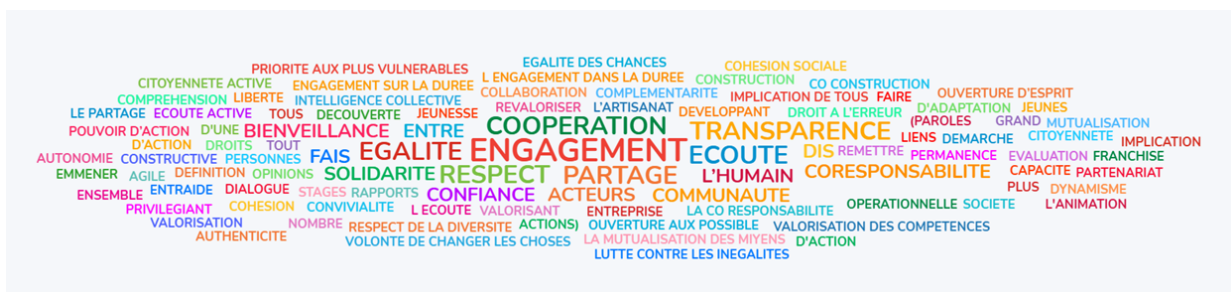 EGALITE DES CHANCES
PRIORITE AUX PLUS VULNERABLES COHESION SOCIALE
CITOYENNETE ACTIVE ENGAGEMENT SUR LA DUREE L ENGAGEMENT DANS LA DUREE CONSTRUCTION CO CONSTRUCTION
COMPREHENSION LIBERTE INTELLIGENCE COLLECTIVE COLLABORATION COMPLEMENTARITE IMPLICATION DE TOUS FAIRE OUVERTURE D'ESPRIT
LE PARTAGE ECOUTE ACTIVE TOUS DECOUVERTE JEUNESSE REVALORISER L'ARTISANAT DEVELOPPANT DROIT A L'ERREUR D'ADAPTATION JEUNES
POUVOIR D'ACTION D'UNE BIENVEILLANCE ENTRE COOPERATION TRANSPARENCE (PAROLES GRAND MUTUALISATION
D'ACTION DROITS TOUT EGALITE ENGAGEMENT ECOUTE DIS REMETTRE LIENS DEMARCHE CITOYENNETE IMPLICATION
AUTONOMIE CONSTRUCTIVE PERSONNES FAIS PERMANENCE EVALUATION FRANCHISE
EMMENER AGILE DEFINITION OPINIONS SOLIDARITE RESPECT PARTAGE L'HUMAIN CORESPONSABILITE CAPACITE PARTENARIAT
ENSEMBLE ENTRAIDE DIALOGUE STAGES RAPPORTS CONFIANCE ACTEURS COMMUNAUTE PLUS DYNAMISME
PRIVILEGIANT COHESION CONVIVIALITE L ECOUTE VALORISANT ENTREPRISE LA CO RESPONSABILITE OPERATIONNELLE SOCIETE L'ANIMATION
VALORISATION NOMBRE RESPECT DE LA DIVERSITE ACTIONS) OUVERTURE AUX POSSIBLE VALORISATION DES COMPETENCES
AUTHENTICITE VOLONTE DE CHANGER LES CHOSES LA MUTUALISATION DES MIYENS D'ACTION
LUTTE CONTRE LES INEGALITES